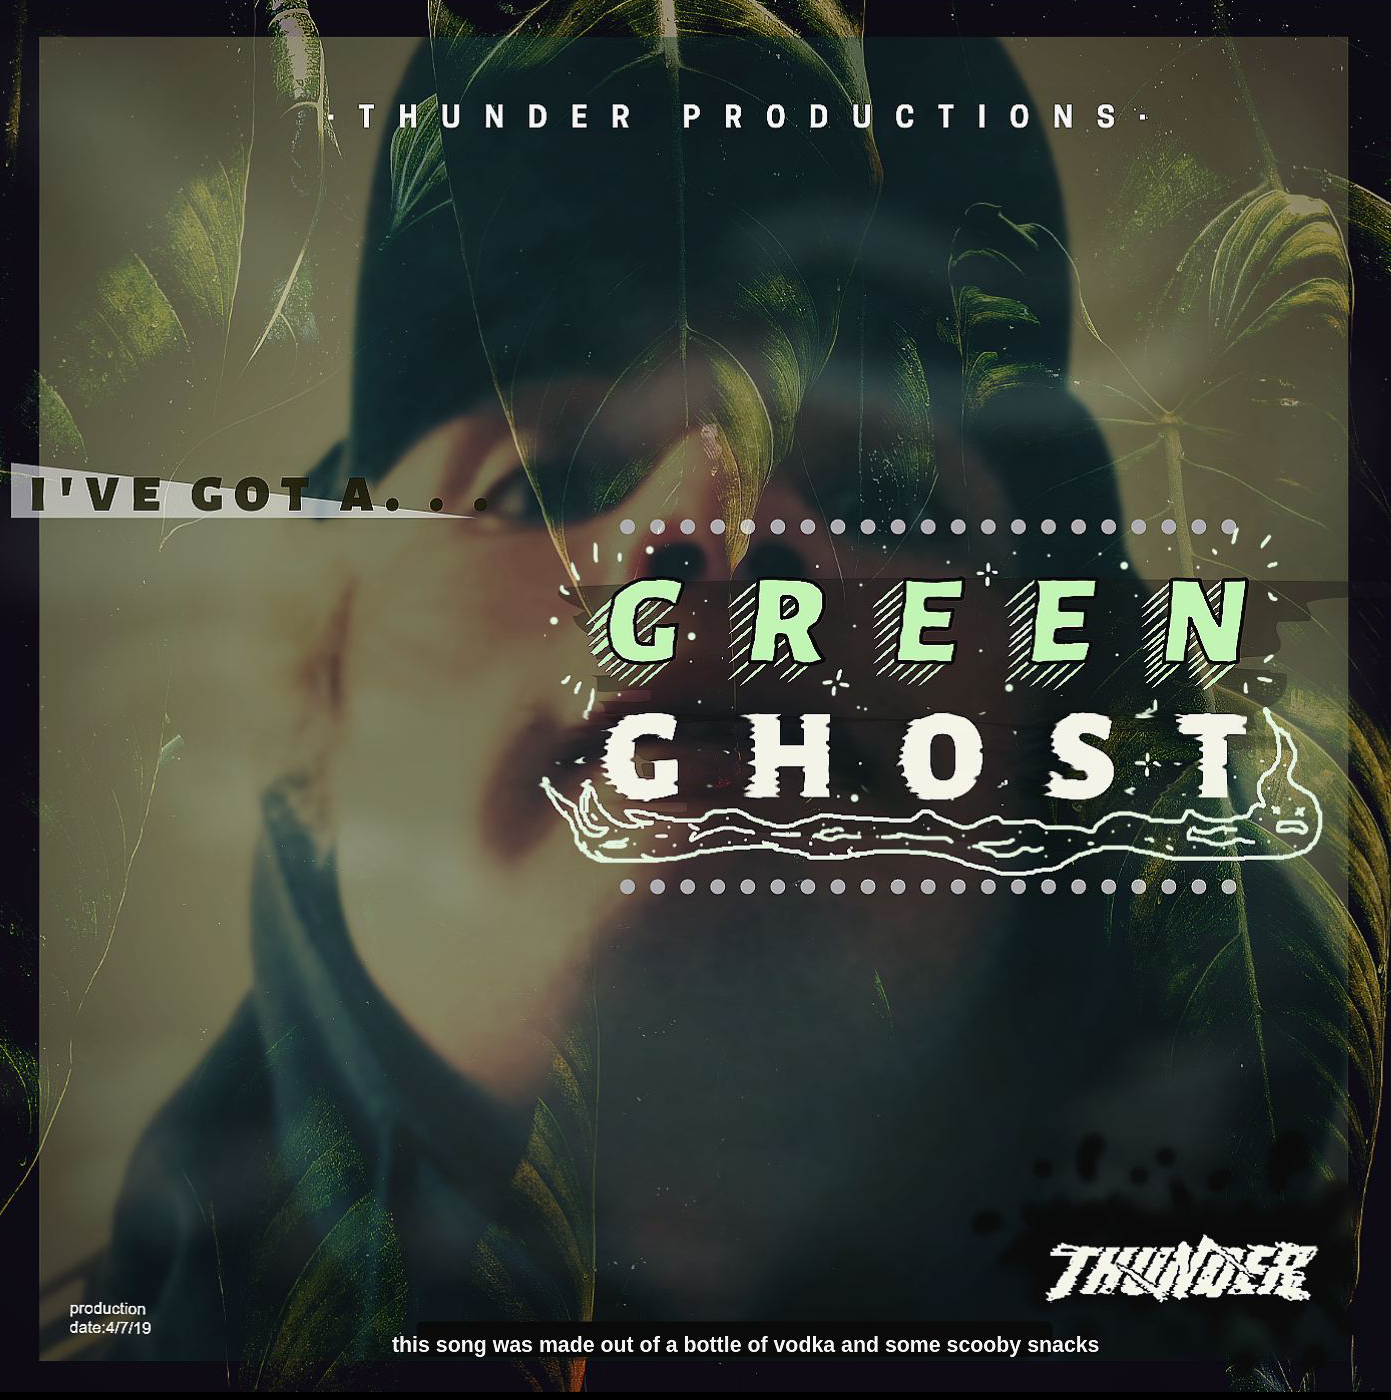 ·THUNDER PRODUCTIONS·
I'VE GOT A...
GREEN
GHOST
THUNDER
production
date:4/7/19
this song was made out of a bottle of vodka and some scooby snacks